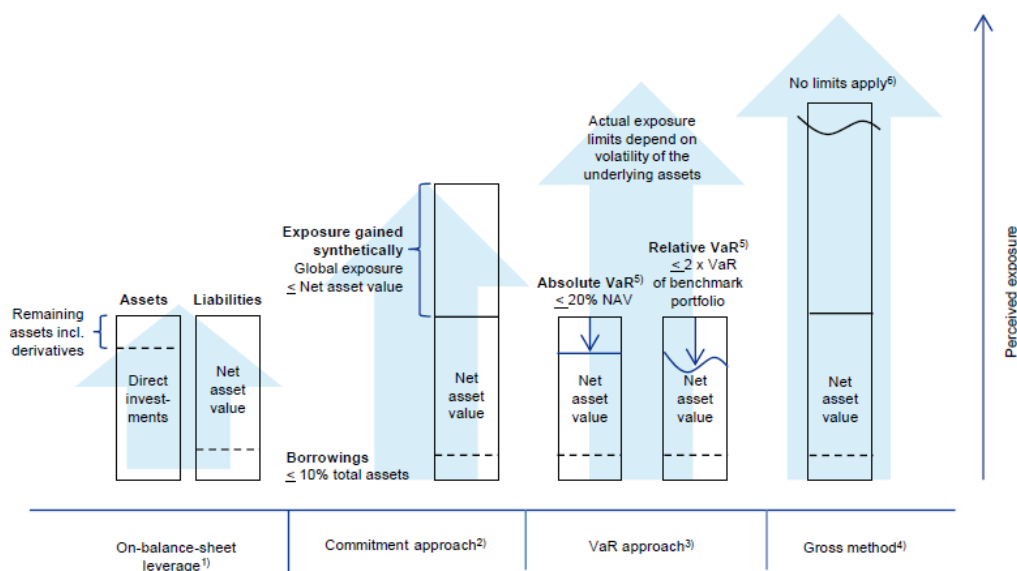 No limits apply6)
Actual exposure
limits depend on
volatility of the
underlying assets
Exposure gained
synthetically
Global exposure
≤ Net asset value
Relative VaR5)
≤ 2 x VaR
of benchmark
portfolio
Absolute VaR5)
≤ 20% NAV
Assets
Liabilities
Remaining
assets incl.
derivatives
Direct
invest-
ments
Net
asset
value
Borrowings
≤ 10% total assets
Net
asset
value
Net
asset
value
Net
asset
value
Net
asset
value
Perceived exposure
On-balance-sheet
leverage1)
Commitment approach2)
VaR approach3)
Gross method4)